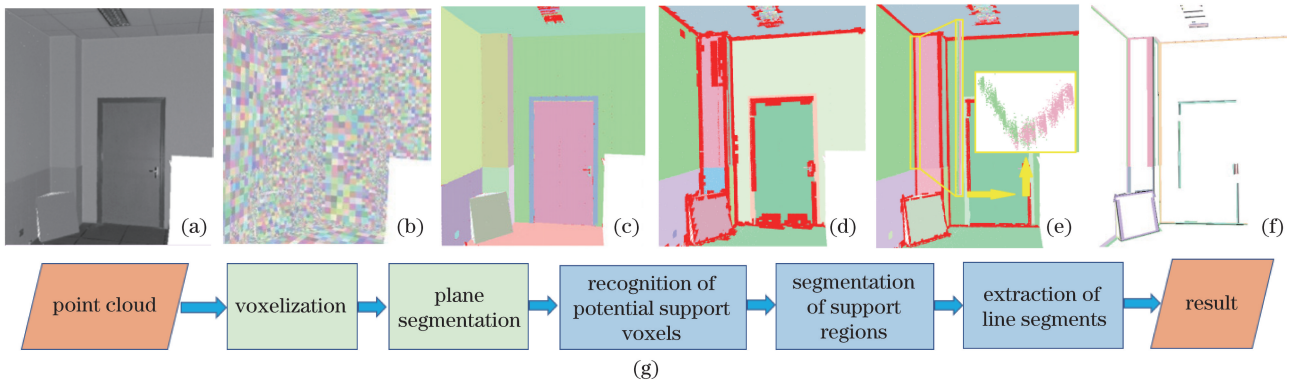 (a)
(b)
(c)
(d)
(e)
(f)
point cloud
voxelization
plane
segmentation
recognition of
potential support
voxels
segmentation
of support
regions
extraction of
line segments
result
(g)